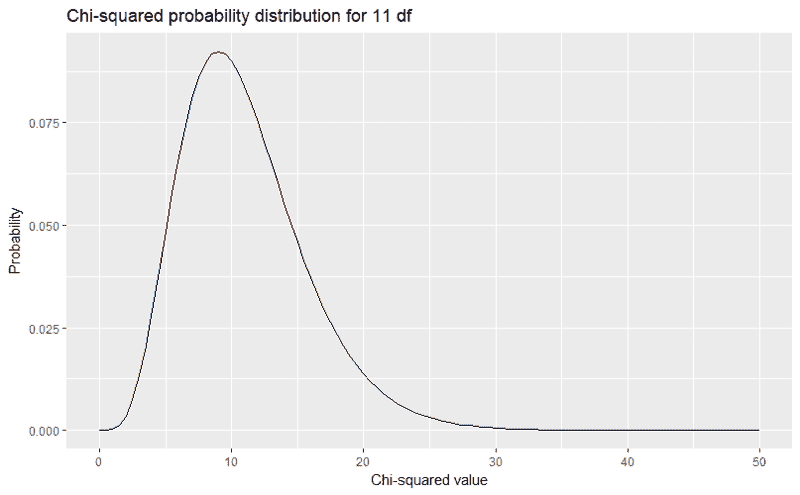 Chi-squared probability distribution for 11 df
Probability
0.075
0.050
0.025
0.000
0 10 20 30 40 50
Chi-squared value